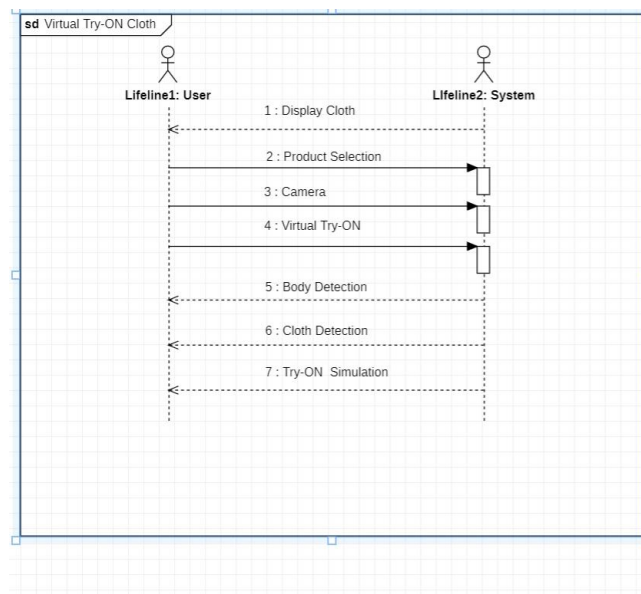 sd Virtual Try-ON Cloth
Lifeline1: User
LIfeline2: System
1 : Display Cloth
2 : Product Selection
3 : Camera
4 : Virtual Try-ON
5 : Body Detection
6 : Cloth Detection
7 : Try-ON Simulation